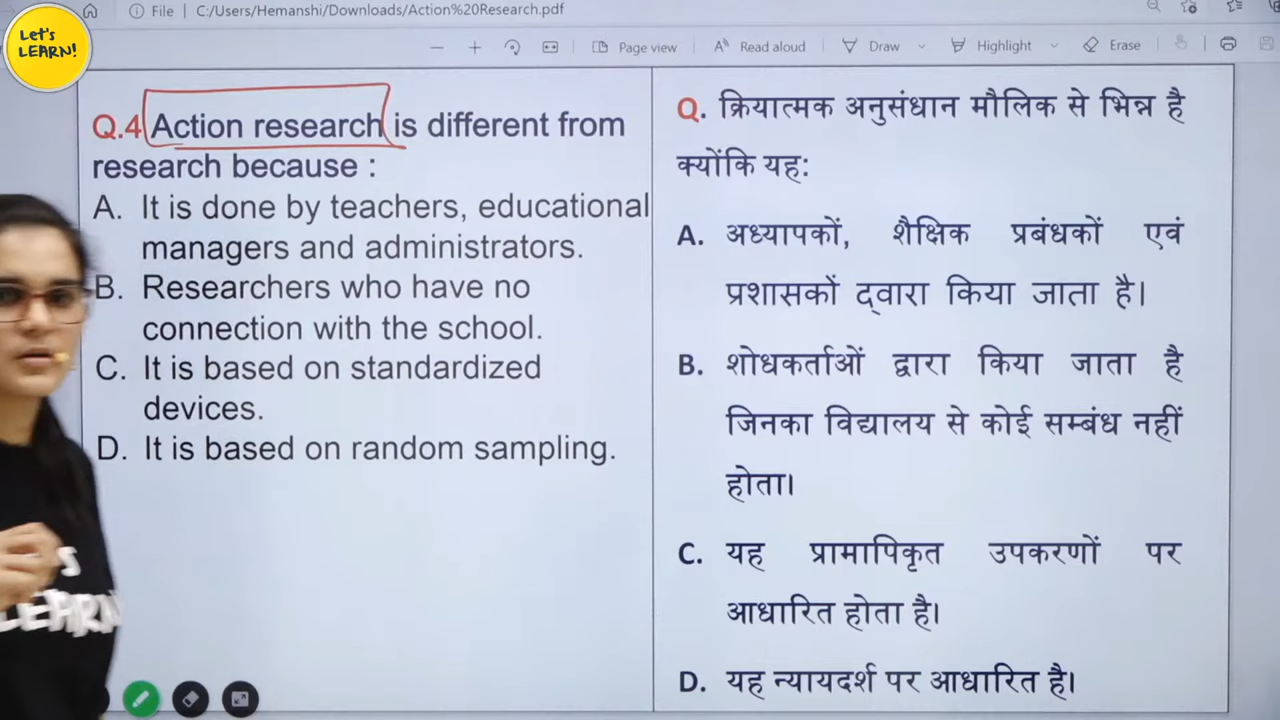 Let's
LEARN!
File | C:/Users/Hemanshi/Downloads/Action%20Research.pdf
Page view | Read aloud | Draw | Highlight | Erase
Q.4 Action research is different from
research because :
A. It is done by teachers, educational
managers and administrators.
B. Researchers who have no
connection with the school.
C. It is based on standardized
devices.
D. It is based on random sampling.
Q. क्रियात्मक अनुसंधान मौलिक से भिन्न है
क्योंकि यह:
A. अध्यापकों, शैक्षिक प्रबंधकों एवं
प्रशासकों द्वारा किया जाता है।
B. शोधकर्ताओं द्वारा किया जाता है
जिनका विद्यालय से कोई सम्बंध नहीं
होता।
C. यह प्रामापिकृत उपकरणों पर
आधारित होता है।
D. यह न्यायदर्श पर आधारित है।
LEARN